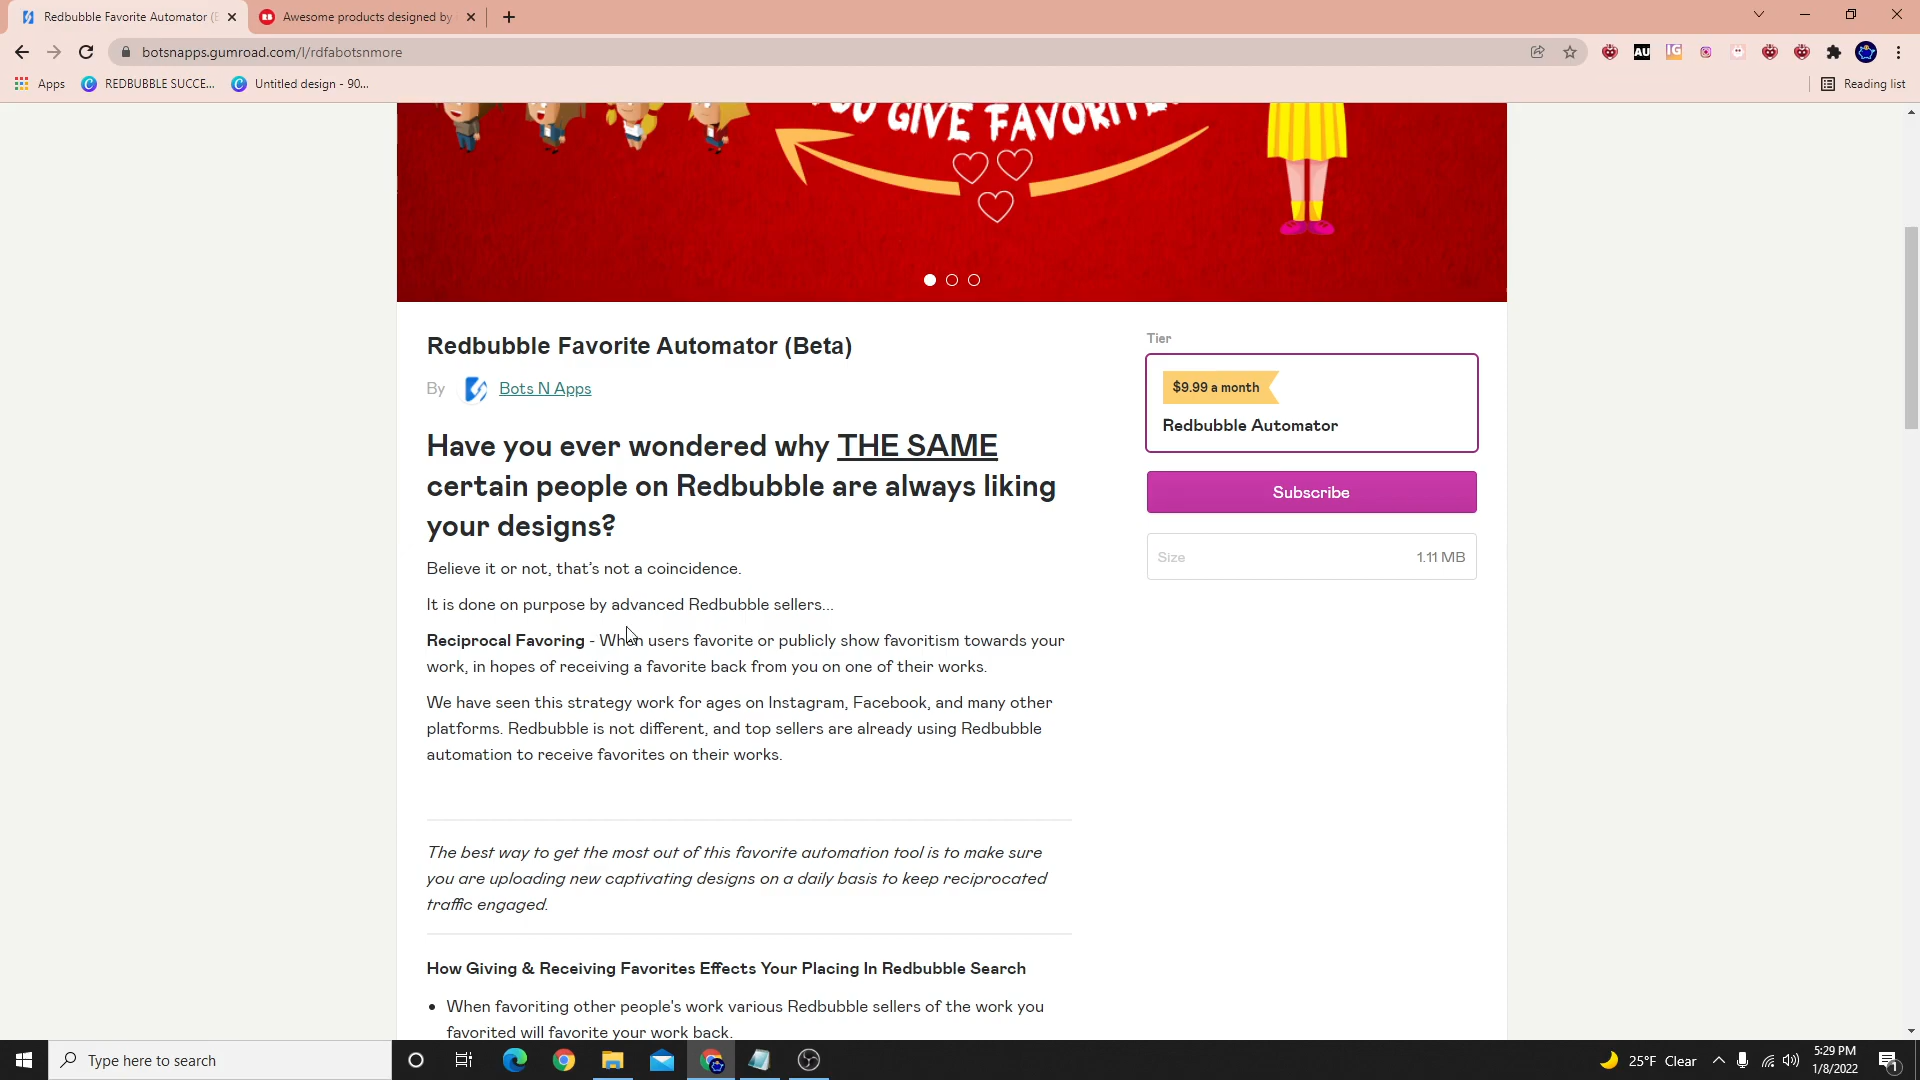 Redbubble Favorite Automator (B
Awesome products designed by
botsnapps.gumroad.com/l/rdfabotsnmore
AU
IG
Apps
REDBUBBLE SUCCE...
Untitled design - 90...
Reading list
GIVE FAVORITE
Redbubble Favorite Automator (Beta)
By Bots N Apps
Have you ever wondered why THE SAME
certain people on Redbubble are always liking
your designs?
Believe it or not, that's not a coincidence.
It is done on purpose by advanced Redbubble sellers...
Reciprocal Favoring - When users favorite or publicly show favoritism towards your
work, in hopes of receiving a favorite back from you on one of their works.
We have seen this strategy work for ages on Instagram, Facebook, and many other
platforms. Redbubble is not different, and top sellers are already using Redbubble
automation to receive favorites on their works.
The best way to get the most out of this favorite automation tool is to make sure
you are uploading new captivating designs on a daily basis to keep reciprocated
traffic engaged.
How Giving & Receiving Favorites Effects Your Placing In Redbubble Search
• When favoriting other people's work various Redbubble sellers of the work you
favorited will favorite your work back.
Tier
$9.99 a month
Redbubble Automator
Subscribe
Size 1.11 MB
Type here to search
25°F Clear
5:29 PM
1/8/2022
1